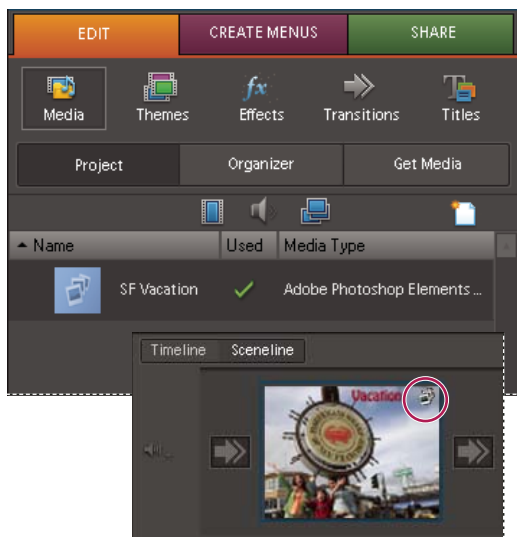 EDIT CREATE MENUS SHARE
Media Themes Effects Transitions Titles
Project Organizer Get Media
Name Used Media Type
SF Vacation Adobe Photoshop Elements ...
Timeline Sceneline
Vacation